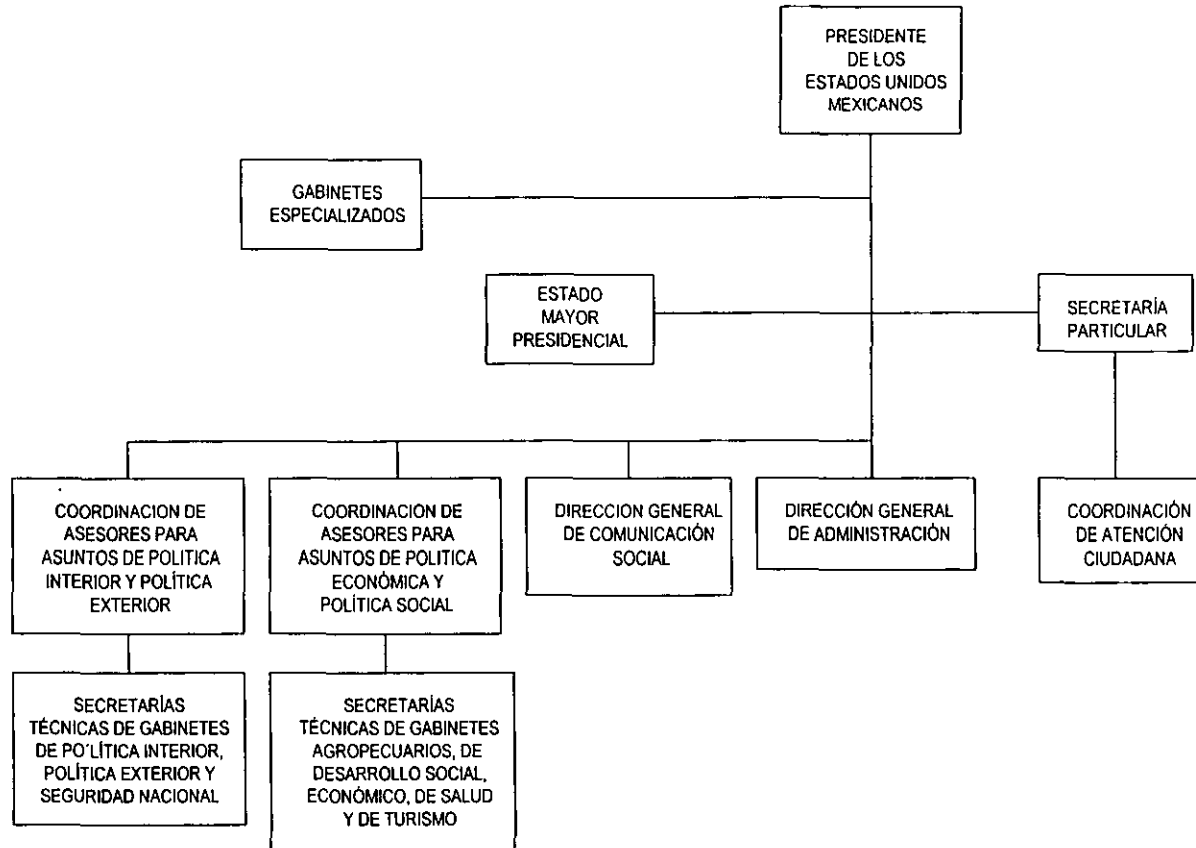 PRESIDENTE
DE LOS
ESTADOS UNIDOS
MEXICANOS
GABINETES
ESPECIALIZADOS
ESTADO
MAYOR
PRESIDENCIAL
SECRETARÍA
PARTICULAR
COORDINACION DE
ASESORES PARA
ASUNTOS DE POLITICA
INTERIOR Y POLÍTICA
EXTERIOR
COORDINACION DE
ASESORES PARA
ASUNTOS DE POLITICA
ECONÓMICA Y
POLÍTICA SOCIAL
DIRECCION GENERAL
DE COMUNICACIÓN
SOCIAL
DIRECCIÓN GENERAL
DE ADMINISTRACIÓN
COORDINACIÓN
DE ATENCIÓN
CIUDADANA
SECRETARÍAS
TÉCNICAS DE GABINETES
DE PO´LÍTICA INTERIOR,
POLÍTICA EXTERIOR Y
SEGURIDAD NACIONAL
SECRETARÍAS
TÉCNICAS DE GABINETES
AGROPECUARIOS, DE
DESARROLLO SOCIAL,
ECONÓMICO, DE SALUD
Y DE TURISMO